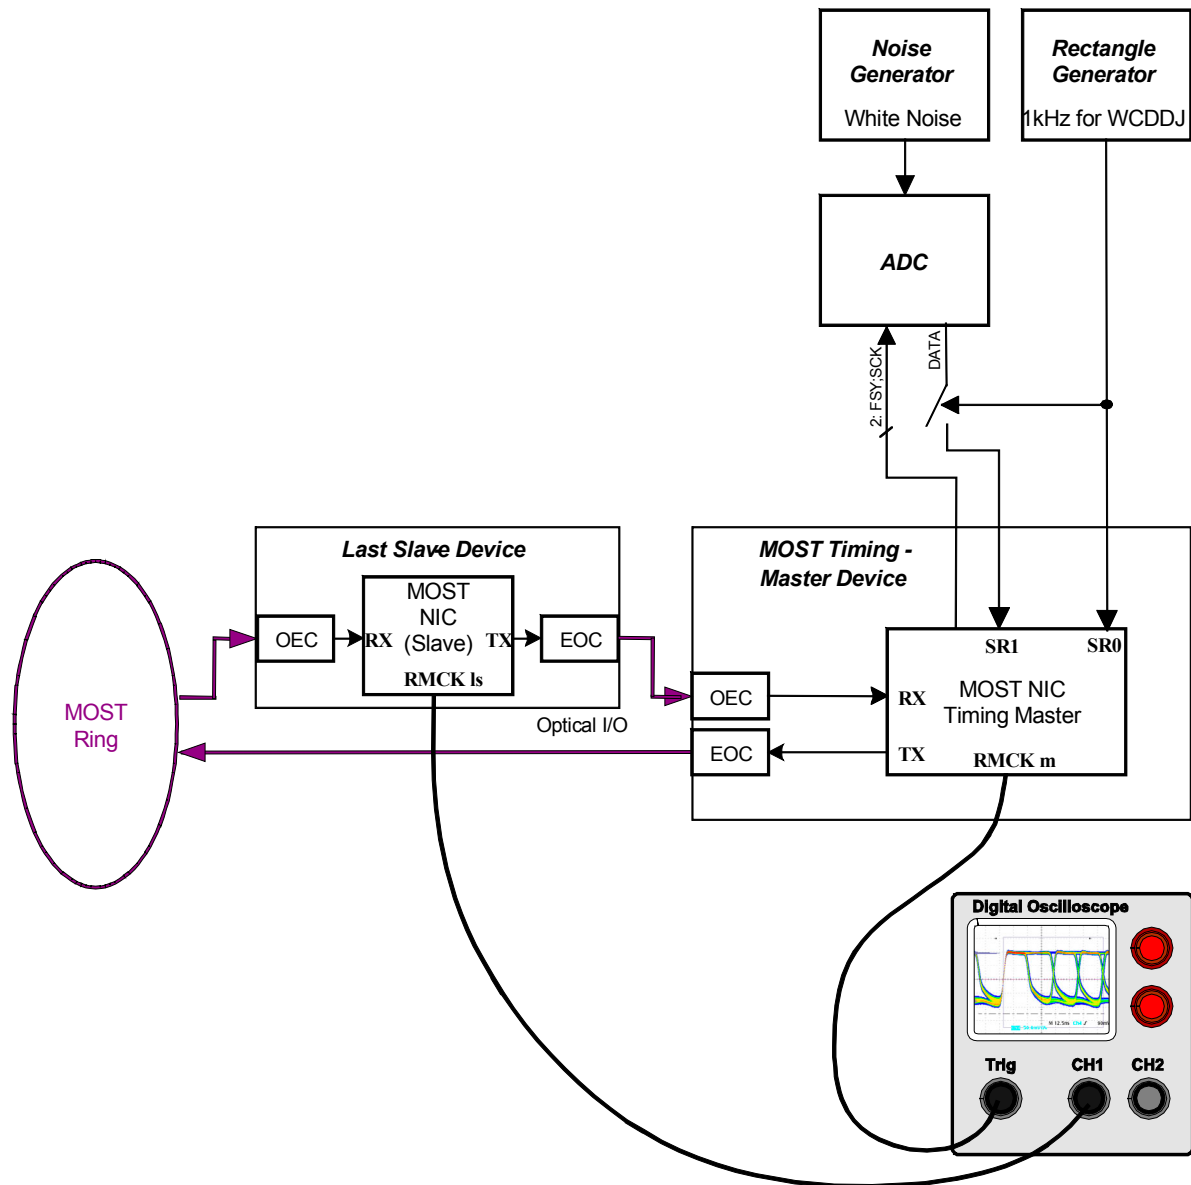 Noise
Generator
White Noise
Rectangle
Generator
1kHz for WCDDJ
ADC
2: FSY;SCK
DATA
Last Slave Device
MOST
NIC
(Slave)
OEC
RX
TX
EOC
RMCK ls
MOST Timing -
Master Device
SR1
SR0
MOST NIC
Timing Master
OEC
RX
EOC
TX
RMCK m
Optical I/O
MOST
Ring
Digital Oscilloscope
M 12.5ns
Trig
CH1
CH2